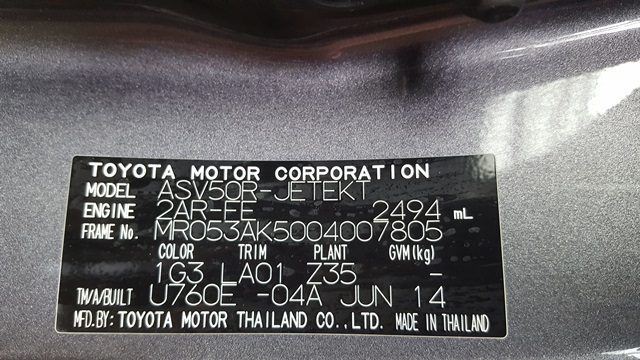 TOYOTA MOTOR CORPORATION
MODEL ASV50R-JETEKT
ENGINE 2AR-FE 2494 mL
FRAME No. MR053AK5004007805
COLOR TRIM PLANT GVM(kg)
1G3 LA01 Z35 -
TM/A/BUILT U760E -04A JUN 14
MFD.BY: TOYOTA MOTOR THAILAND CO.,LTD. MADE IN THAILAND